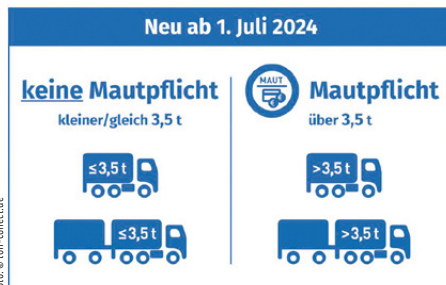 Neu ab 1. Juli 2024
keine Mautpflicht
kleiner/gleich 3,5 t
≤3,5 t
≤3,5 t
MAUT
Mautpflicht
über 3,5 t
>3,5 t
>3,5 t